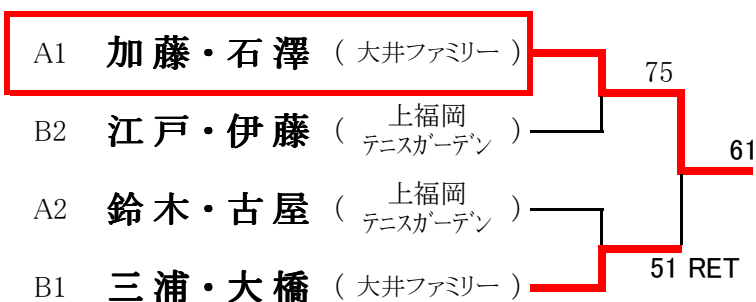 A1 加藤・石澤 ( 大井ファミリー )
75
B2 江戸・伊藤 ( 上福岡 テニスガーデン )
61
A2 鈴木・古屋 ( 上福岡 テニスガーデン )
51 RET
B1 三浦・大橋 ( 大井ファミリー )